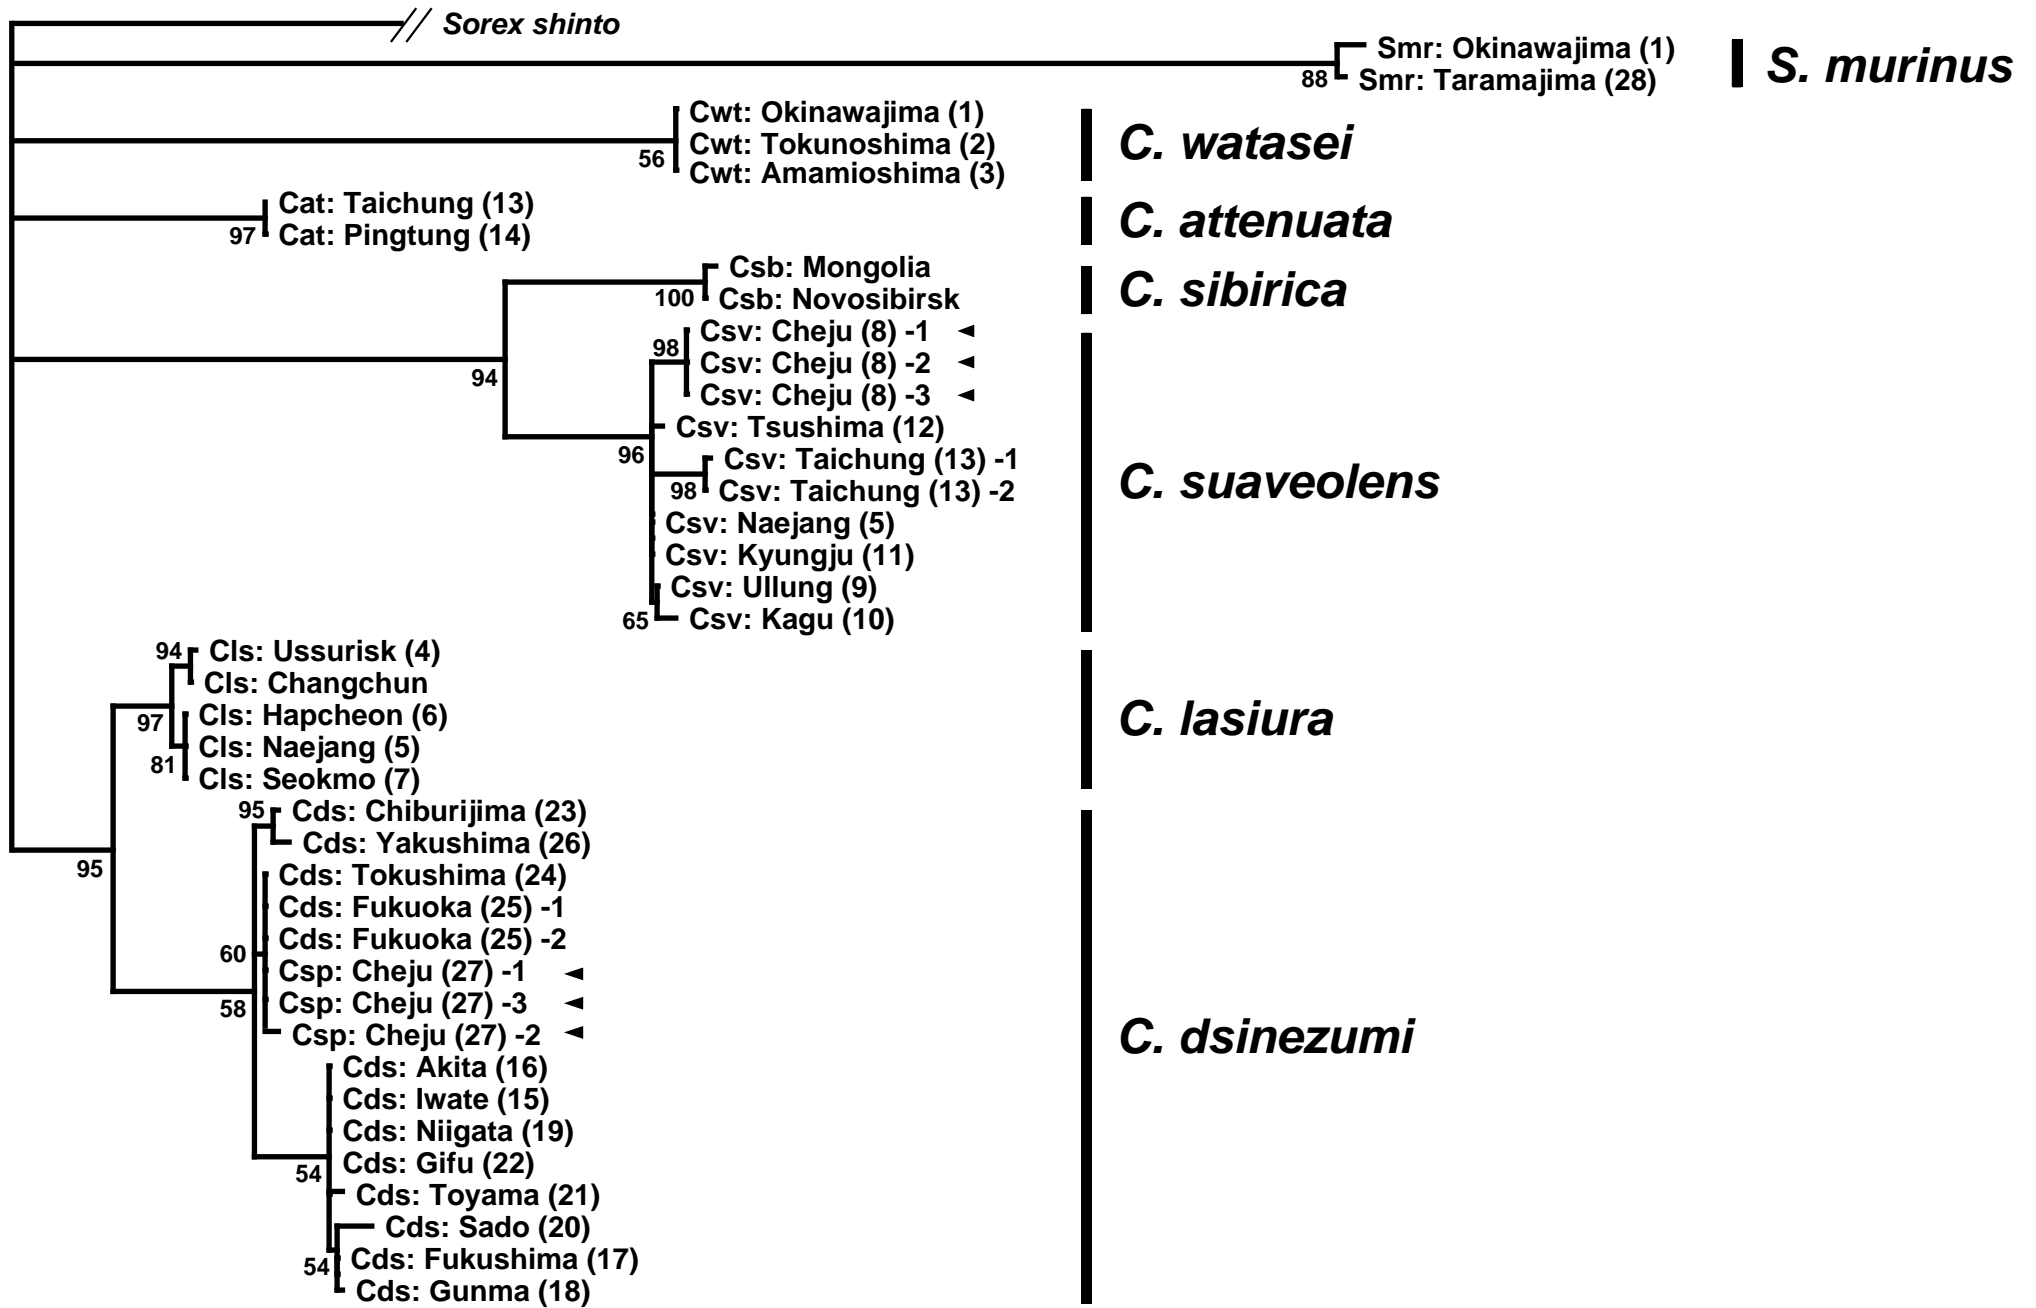 Sorex shinto
Smr: Okinawajima (1)
88
Smr: Taramajima (28)
S. murinus
Cwt: Okinawajima (1)
Cwt: Tokunoshima (2)
56
Cwt: Amamioshima (3)
C. watasei
Cat: Taichung (13)
97
Cat: Pingtung (14)
C. attenuata
Csb: Mongolia
100
Csb: Novosibirsk
C. sibirica
94
Csv: Cheju (8) -1
98
Csv: Cheju (8) -2
Csv: Cheju (8) -3
Csv: Tsushima (12)
96
Csv: Taichung (13) -1
98
Csv: Taichung (13) -2
Csv: Naejang (5)
Csv: Kyungju (11)
Csv: Ullung (9)
65
Csv: Kagu (10)
C. suaveolens
94
Cls: Ussurisk (4)
Cls: Changchun
97
Cls: Hapcheon (6)
Cls: Naejang (5)
81
Cls: Seokmo (7)
C. lasiura
95
95
Cds: Chiburijima (23)
Cds: Yakushima (26)
Cds: Tokushima (24)
Cds: Fukuoka (25) -1
Cds: Fukuoka (25) -2
60
Csp: Cheju (27) -1
58
Csp: Cheju (27) -3
Csp: Cheju (27) -2
Cds: Akita (16)
Cds: Iwate (15)
Cds: Niigata (19)
Cds: Gifu (22)
54
Cds: Toyama (21)
Cds: Sado (20)
54
Cds: Fukushima (17)
Cds: Gunma (18)
C. dsinezumi